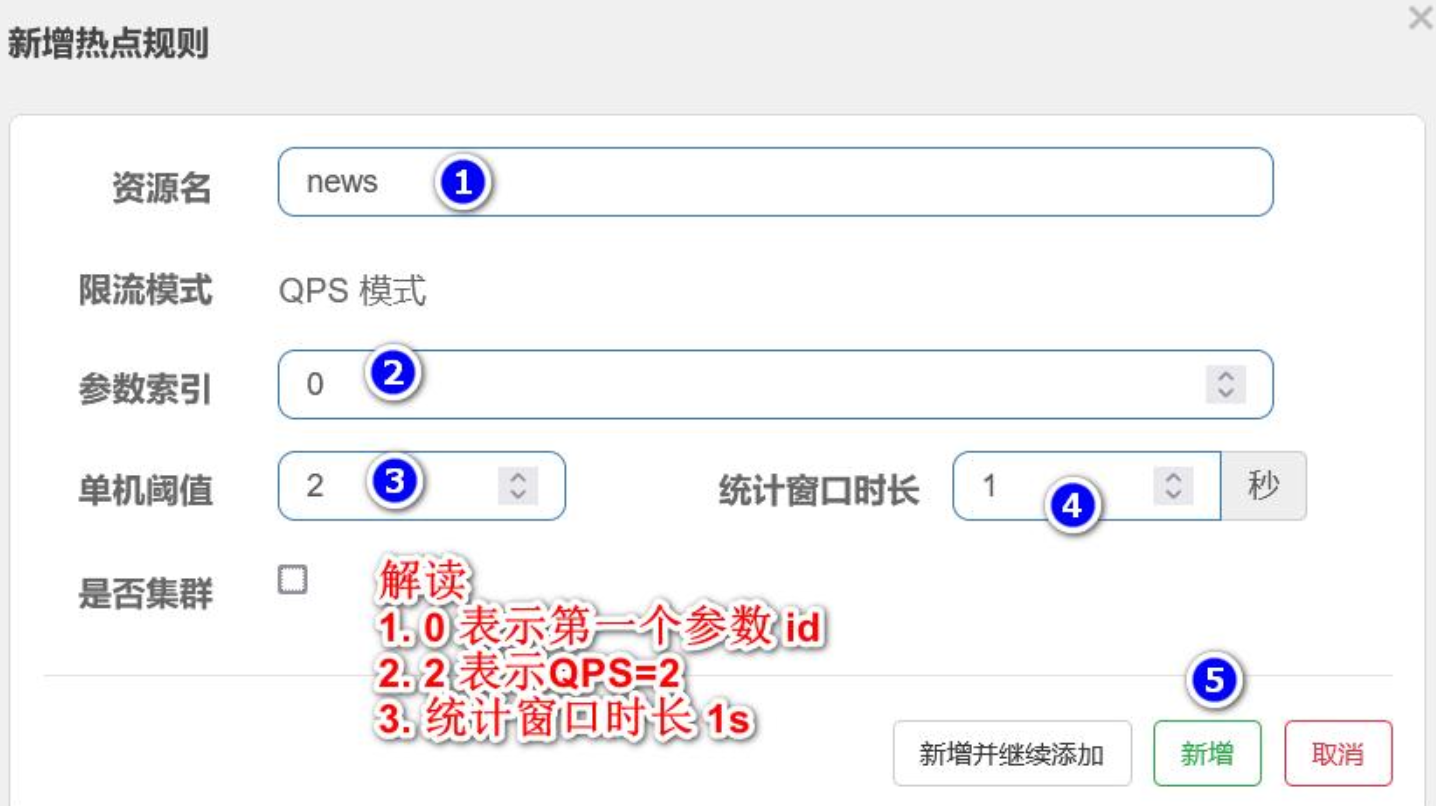 新增热点规则
×
资源名 news 1
限流模式 QPS 模式
参数索引 0 2
单机阈值 2 3 统计窗口时长 1 4 秒
是否集群
解读
1. 0 表示第一个参数 id
2. 2 表示QPS=2
3. 统计窗口时长 1s
5
新增并继续添加 新增 取消